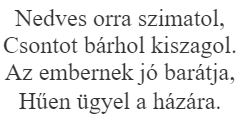 Nedves orra szimatol,
Csontot bárhol kiszagol.
Az embernek jó barátja,
Hűen ügyel a házára.